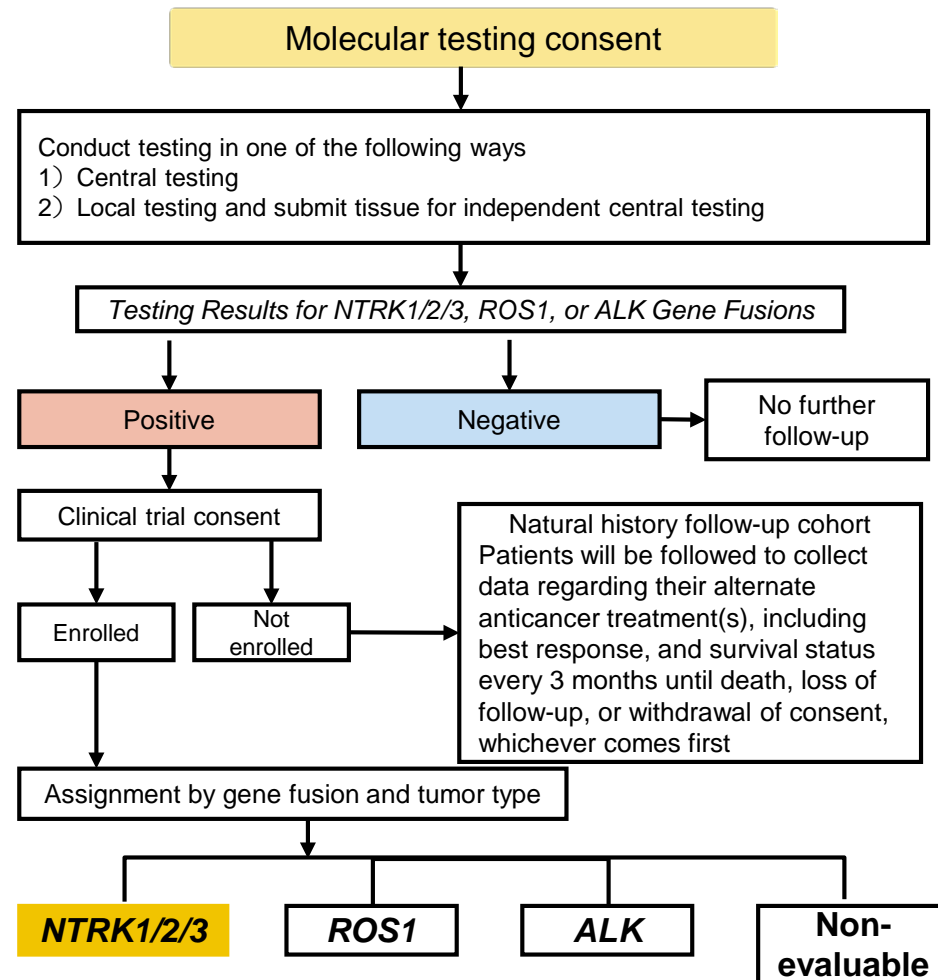 Molecular testing consent
Conduct testing in one of the following ways
1）Central testing
2）Local testing and submit tissue for independent central testing
Testing Results for NTRK1/2/3, ROS1, or ALK Gene Fusions
Positive
Negative
No further
follow-up
Clinical trial consent
Enrolled
Not
enrolled
Natural history follow-up cohort
Patients will be followed to collect
data regarding their alternate
anticancer treatment(s), including
best response, and survival status
every 3 months until death, loss of
follow-up, or withdrawal of consent,
whichever comes first
Assignment by gene fusion and tumor type
NTRK1/2/3
ROS1
ALK
Non-
evaluable